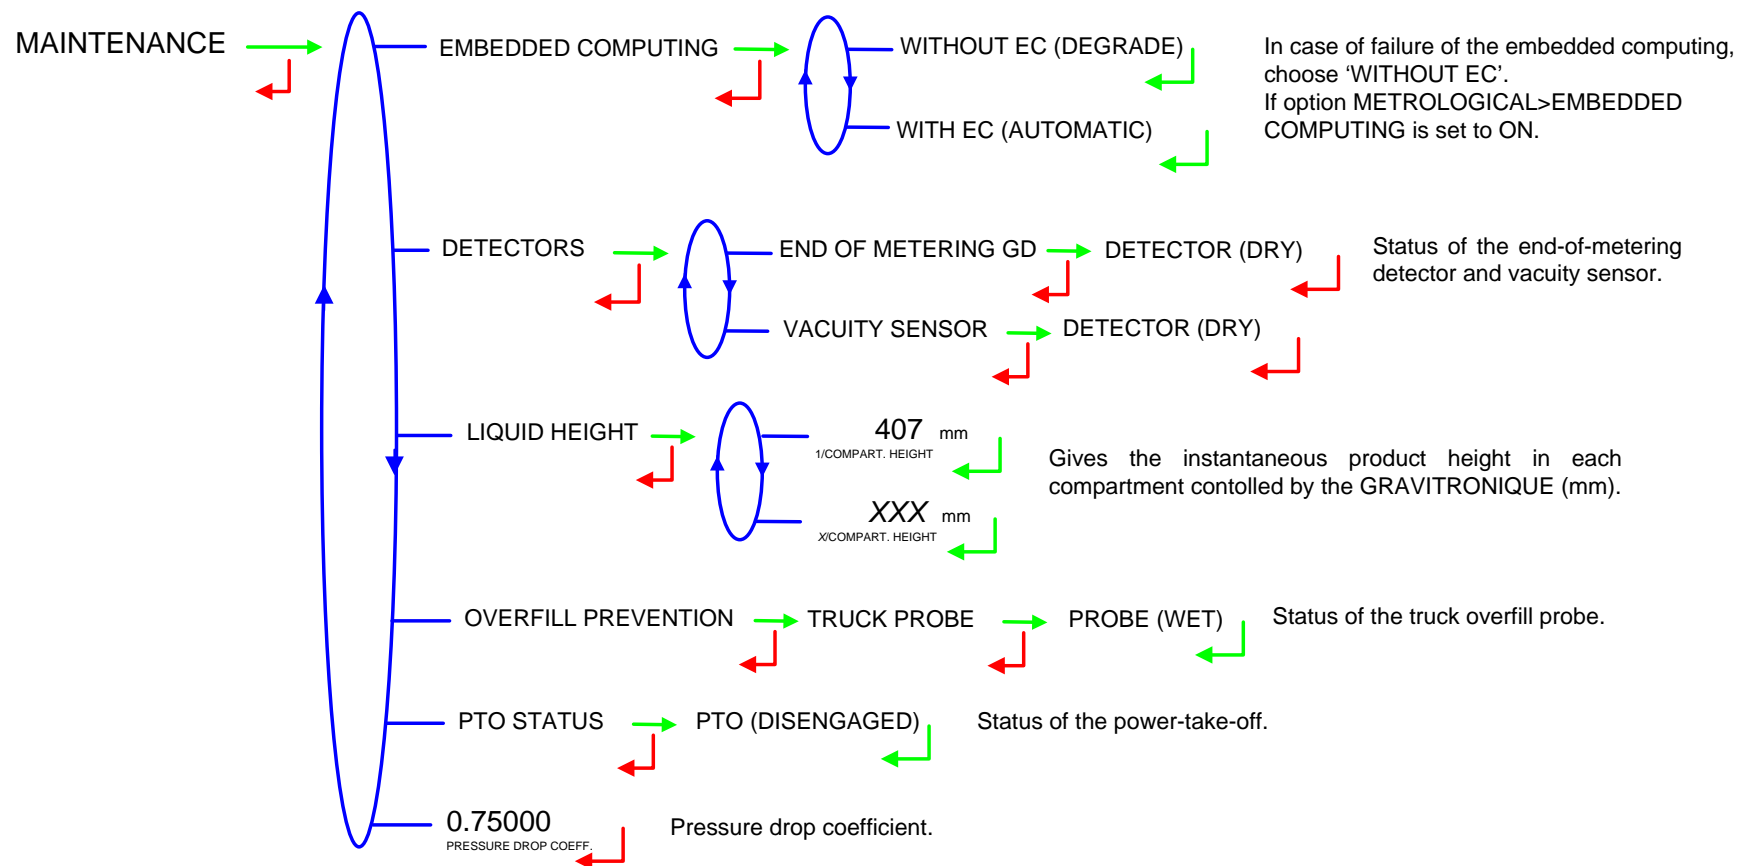 MAINTENANCE
EMBEDDED COMPUTING
WITHOUT EC (DEGRADE)
WITH EC (AUTOMATIC)
In case of failure of the embedded computing,
choose ‘WITHOUT EC’.
If option METROLOGICAL>EMBEDDED
COMPUTING is set to ON.
DETECTORS
END OF METERING GD
DETECTOR (DRY)
Status of the end-of-metering
detector and vacuity sensor.
VACUITY SENSOR
DETECTOR (DRY)
LIQUID HEIGHT
407 mm
1/COMPART. HEIGHT
XXX mm
X/COMPART. HEIGHT
Gives the instantaneous product height in each
compartment contolled by the GRAVITRONIQUE (mm).
OVERFILL PREVENTION
TRUCK PROBE
PROBE (WET)
Status of the truck overfill probe.
PTO STATUS
PTO (DISENGAGED)
Status of the power-take-off.
0.75000
PRESSURE DROP COEFF.
Pressure drop coefficient.